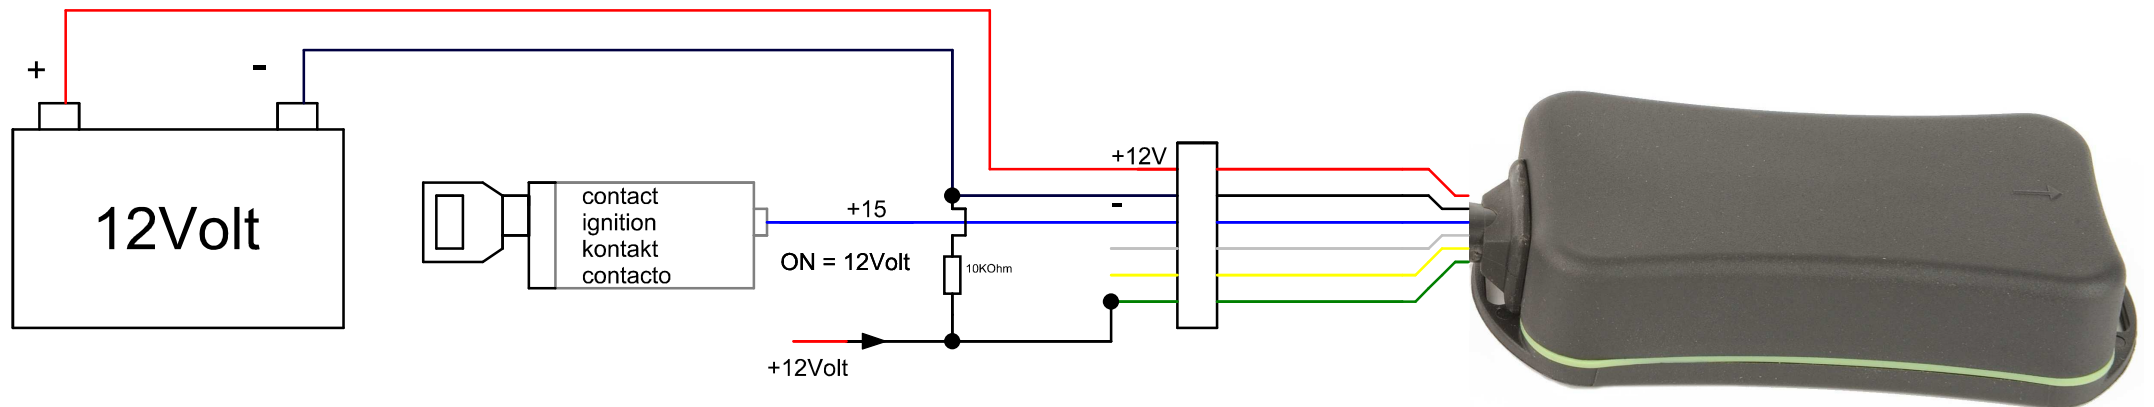 +
-
12Volt
contact
ignition
kontakt
contacto
+15
ON = 12Volt
10KOhm
+12Volt
+12V
-